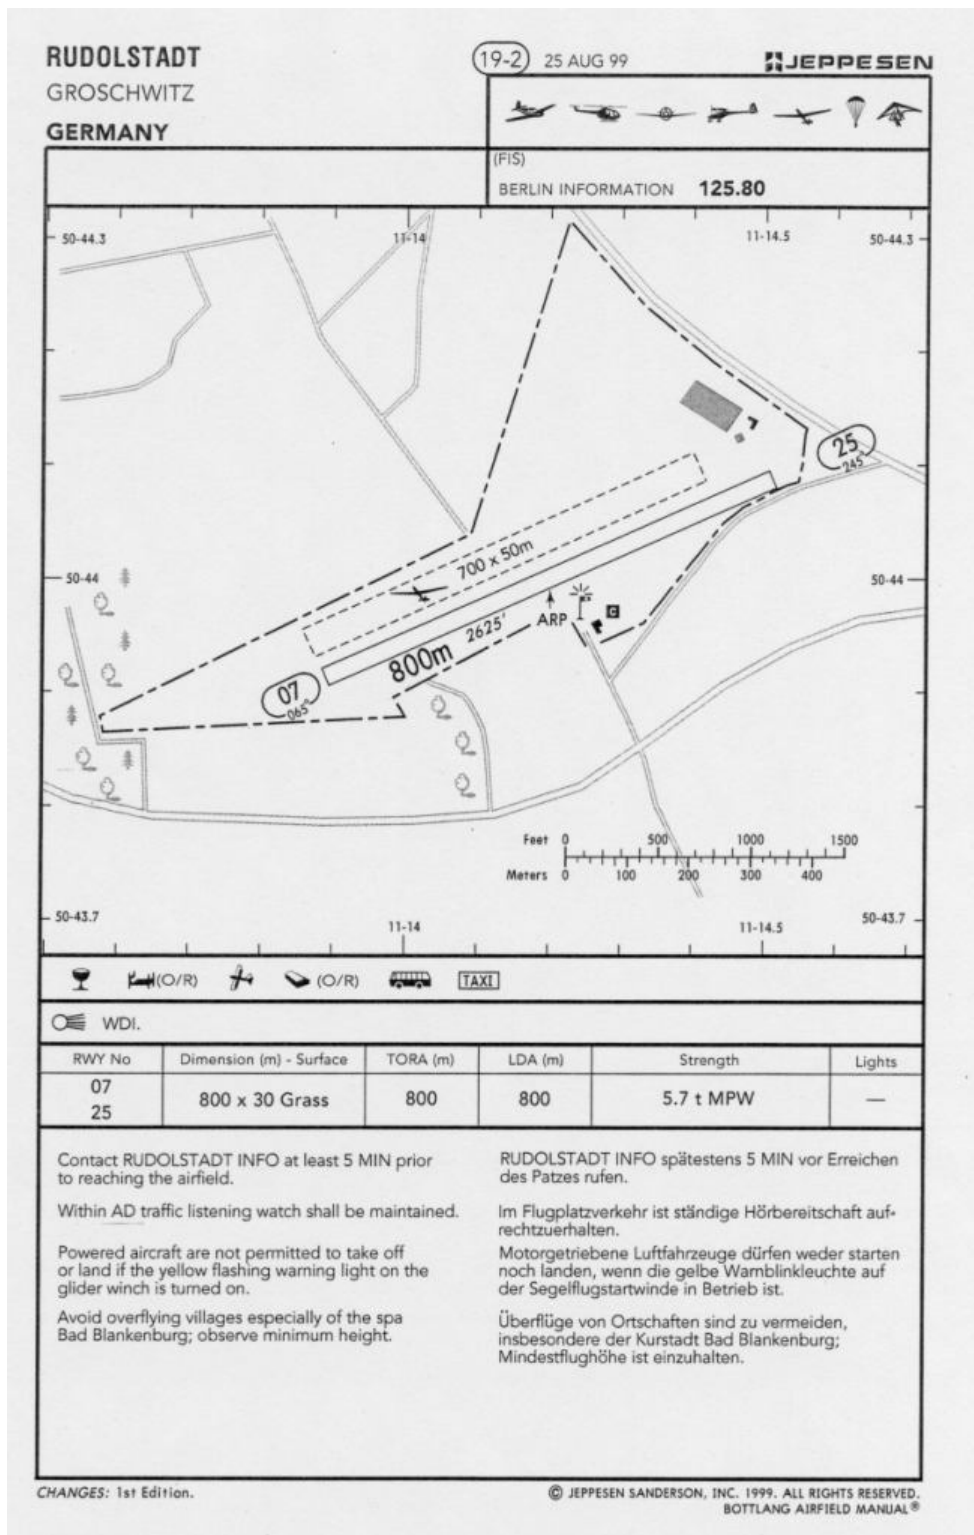 RUDOLSTADT
GROSCHWITZ
GERMANY
19-2 25 AUG 99
JEPPESEN
(FIS)
BERLIN INFORMATION 125.80
50-44.3 11-14 11-14.5 50-44.3
25
245°
700 x 50m
50-44 50-44
ARP C
800m 2625'
07
065°
Feet 0 500 1000 1500
Meters 0 100 200 300 400
50-43.7 11-14 11-14.5 50-43.7
(O/R) (O/R) TAXI
WDI.
RWY No Dimension (m) - Surface TORA (m) LDA (m) Strength Lights
07
25
800 x 30 Grass 800 800 5.7 t MPW —
Contact RUDOLSTADT INFO at least 5 MIN prior
to reaching the airfield.
Within AD traffic listening watch shall be maintained.
Powered aircraft are not permitted to take off
or land if the yellow flashing warning light on the
glider winch is turned on.
Avoid overflying villages especially of the spa
Bad Blankenburg; observe minimum height.
RUDOLSTADT INFO spätestens 5 MIN vor Erreichen
des Patzes rufen.
Im Flugplatzverkehr ist ständige Hörbereitschaft auf-
rechtzuerhalten.
Motorgetriebene Luftfahrzeuge dürfen weder starten
noch landen, wenn die gelbe Warnblinkleuchte auf
der Segelflugstartwinde in Betrieb ist.
Überflüge von Ortschaften sind zu vermeiden,
insbesondere der Kurstadt Bad Blankenburg;
Mindestflughöhe ist einzuhalten.
CHANGES: 1st Edition.
© JEPPESEN SANDERSON, INC. 1999. ALL RIGHTS RESERVED.
BOTTLANG AIRFIELD MANUAL®